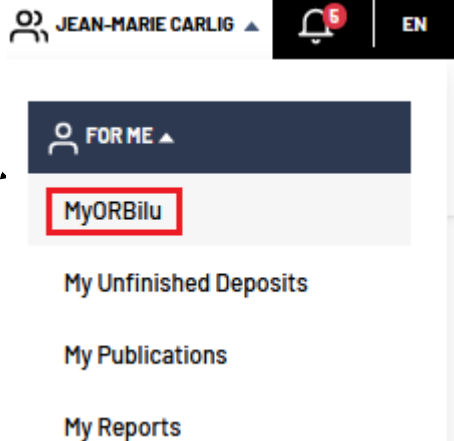 JEAN-MARIE CARLIG 5 EN
FOR ME
MyORBilu
My Unfinished Deposits
My Publications
My Reports